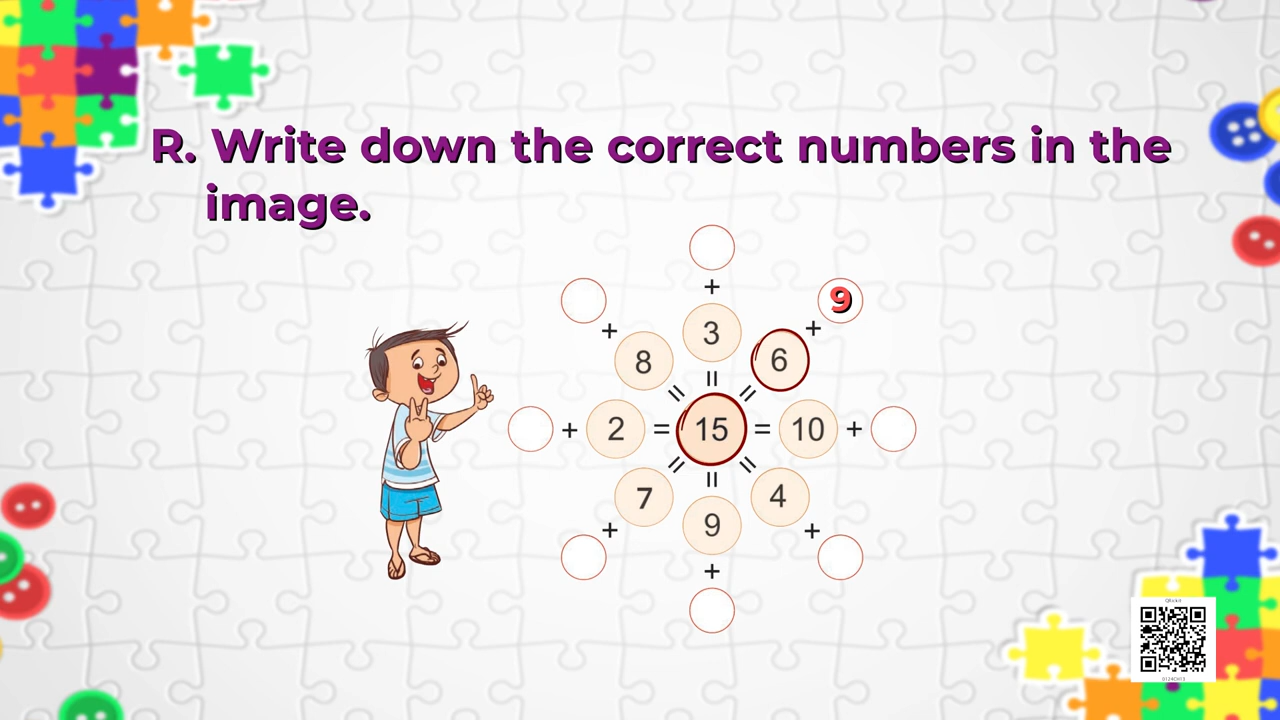 R. Write down the correct numbers in the
image.
+
9
+ 3 +
8 6
= = =
+ 2 = 15 = 10 +
= = =
7 4
+ 9 +
+